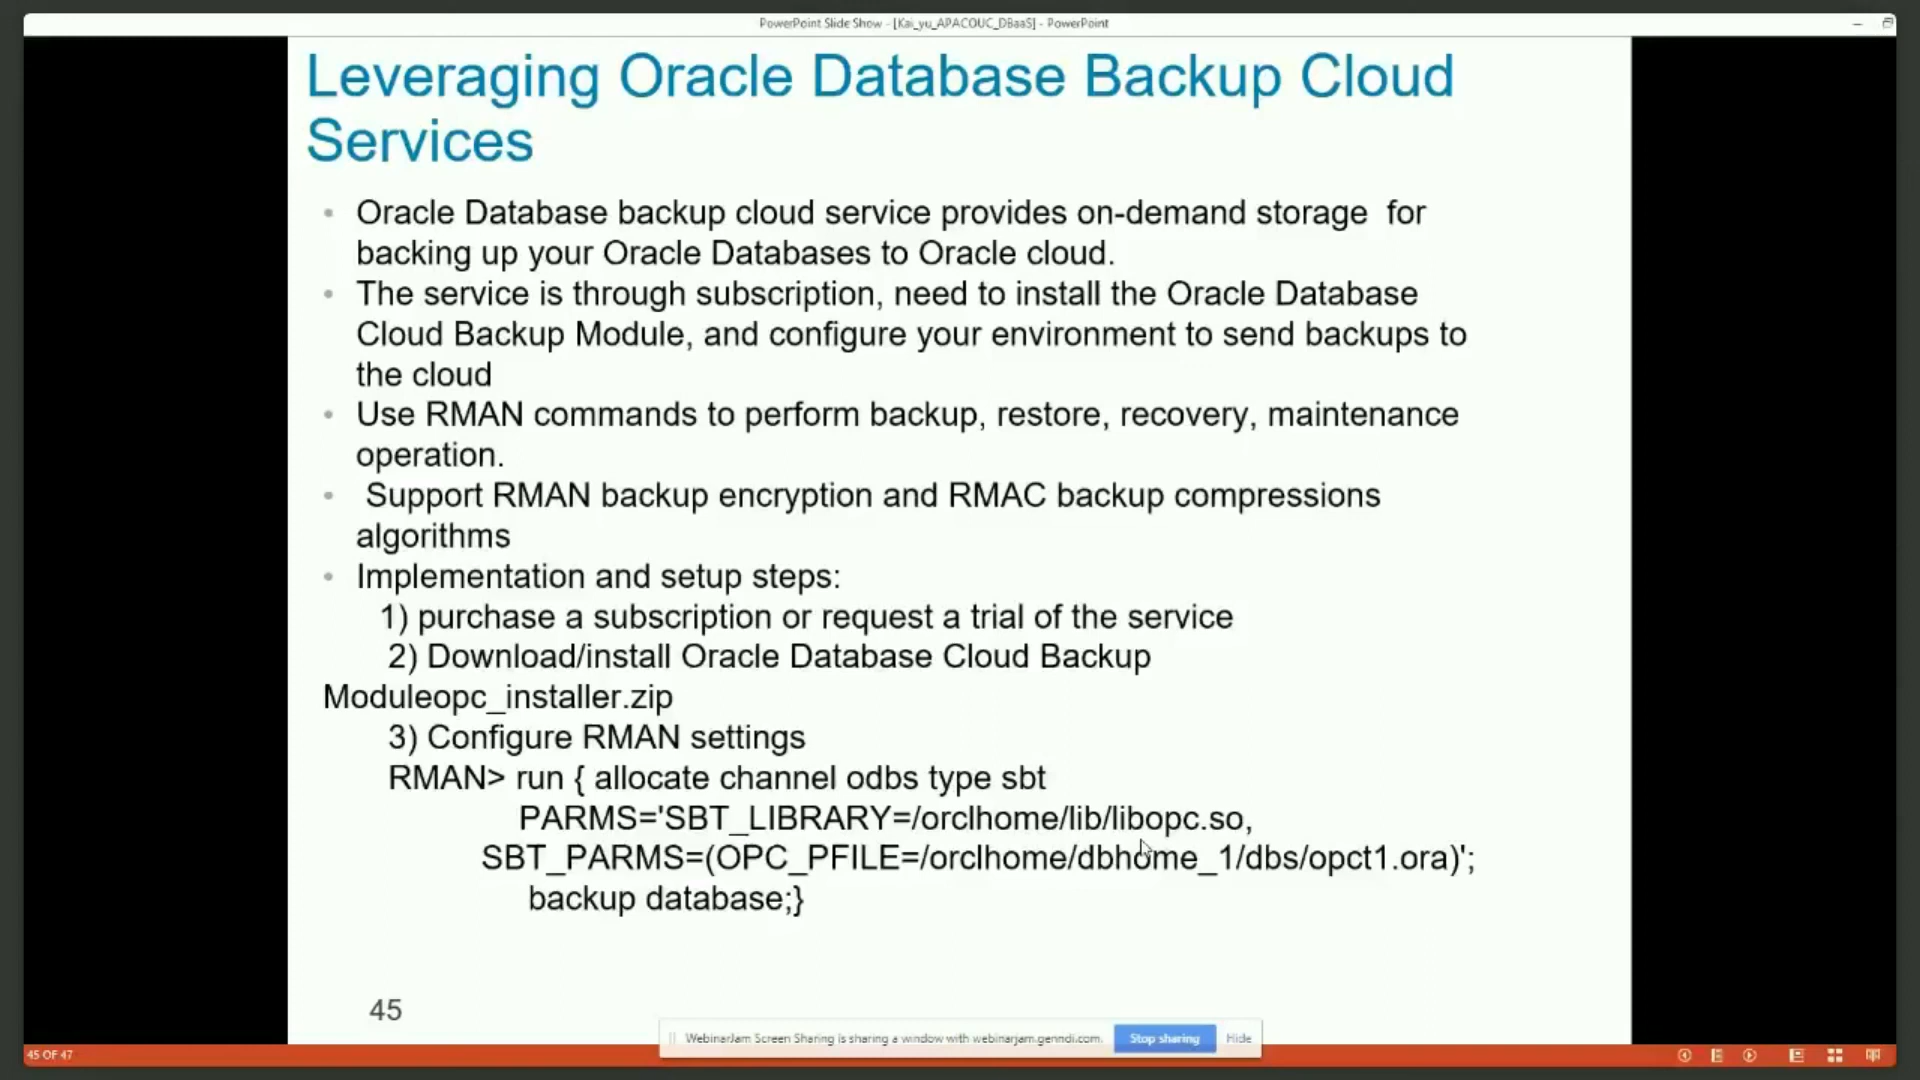 PowerPoint Slide Show - [Kai_yu_APACOUC_DBaaS] - PowerPoint
Leveraging Oracle Database Backup Cloud
Services
• Oracle Database backup cloud service provides on-demand storage  for
backing up your Oracle Databases to Oracle cloud.
• The service is through subscription, need to install the Oracle Database
Cloud Backup Module, and configure your environment to send backups to
the cloud
• Use RMAN commands to perform backup, restore, recovery, maintenance
operation.
• Support RMAN backup encryption and RMAC backup compressions
algorithms
• Implementation and setup steps:
1) purchase a subscription or request a trial of the service
2) Download/install Oracle Database Cloud Backup
Moduleopc_installer.zip
3) Configure RMAN settings
RMAN> run { allocate channel odbs type sbt
PARMS='SBT_LIBRARY=/orclhome/lib/libopc.so,
SBT_PARMS=(OPC_PFILE=/orclhome/dbhome_1/dbs/opct1.ora)';
backup database;}
45
WebinarJam Screen Sharing is sharing a window with webinarjam.genndi.com. Stop sharing Hide
45 OF 47